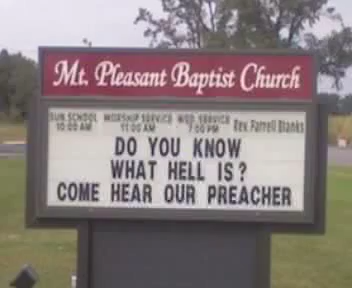 Mt. Pleasant Baptist Church
SUN. SCHOOL WORSHIP SERVICE WED. SERVICE Rev. Farrell Blanks
10:00 AM 11:00 AM 7:00 PM
DO YOU KNOW
WHAT HELL IS?
COME HEAR OUR PREACHER